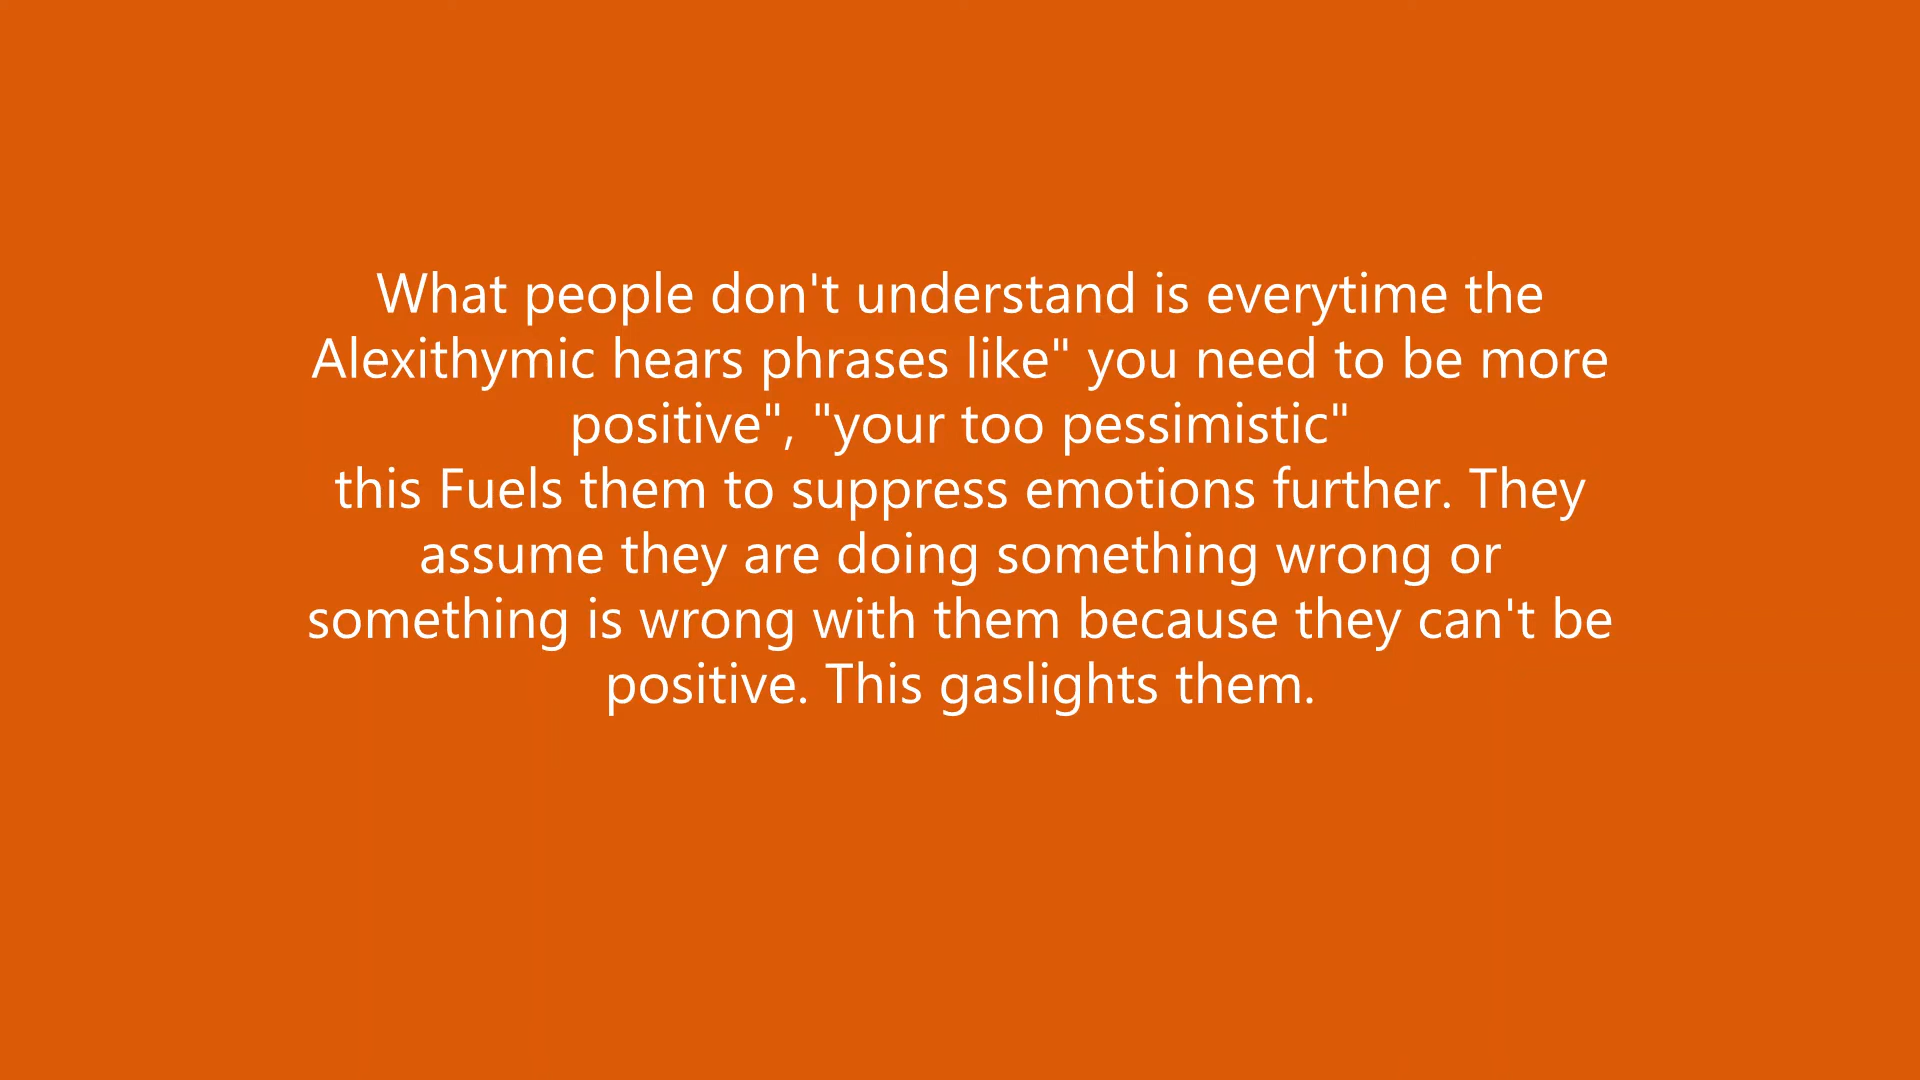 What people don't understand is everytime the
Alexithymic hears phrases like" you need to be more
positive", "your too pessimistic"
this Fuels them to suppress emotions further. They
assume they are doing something wrong or
something is wrong with them because they can't be
positive. This gaslights them.